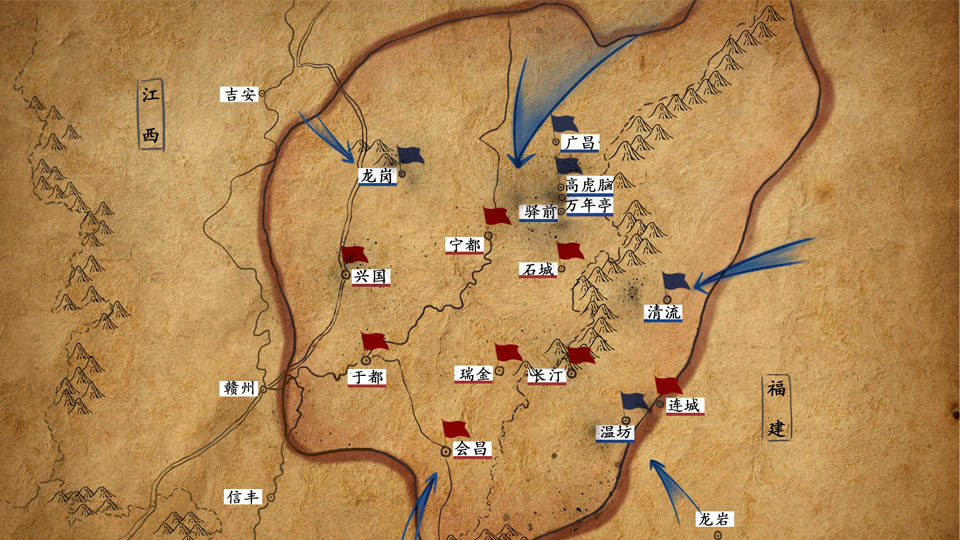 江西
吉安
广昌
龙岗
高虎脑
万年亭
驿前
宁都
石城
兴国
清流
于都
瑞金
长汀
赣州
连城
福建
温坊
会昌
信丰
龙岩